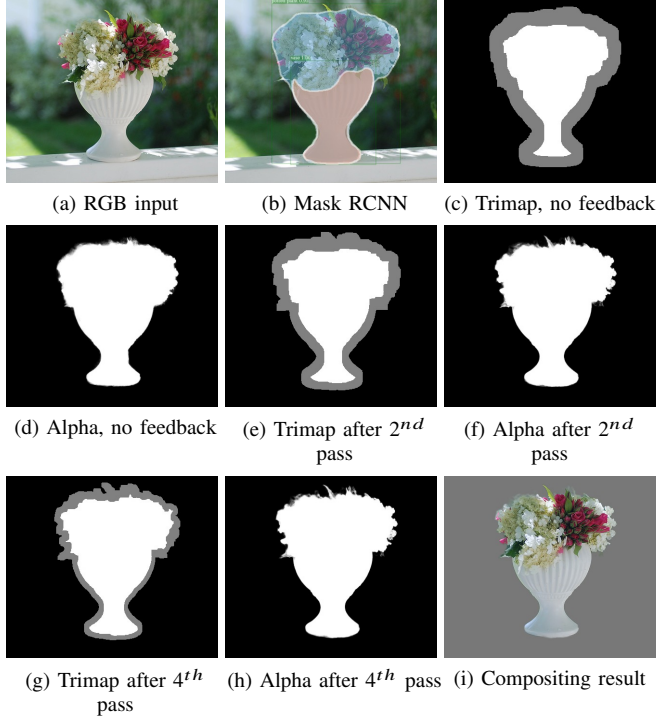 (a) RGB input
(b) Mask RCNN
(c) Trimap, no feedback
(d) Alpha, no feedback
(e) Trimap after 2nd
pass
(f) Alpha after 2nd
pass
(g) Trimap after 4th
pass
(h) Alpha after 4th pass
(i) Compositing result